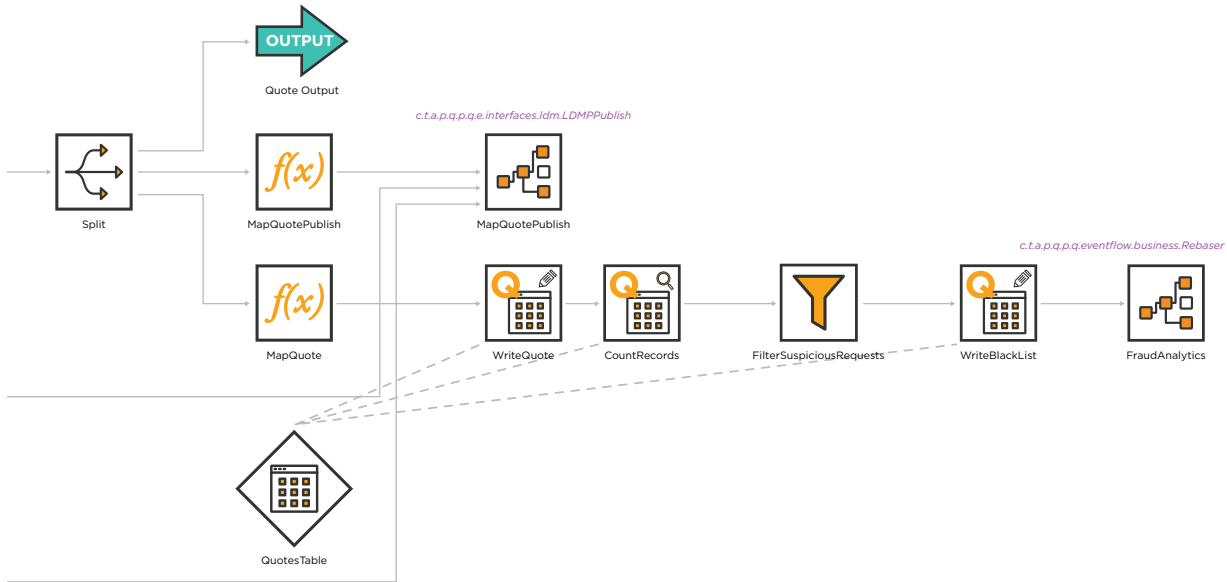 OUTPUT
Quote Output
c.t.a.p.q.p.q.e.interfaces.ldm.LDMPPublish
f(x)
Split
MapQuotePublish
MapQuotePublish
c.t.a.p.q.p.q.eventflow.business.Rebaser
f(x)
Q
Q
Q
MapQuote
WriteQuote
CountRecords
FilterSuspiciousRequests
WriteBlackList
FraudAnalytics
QuotesTable